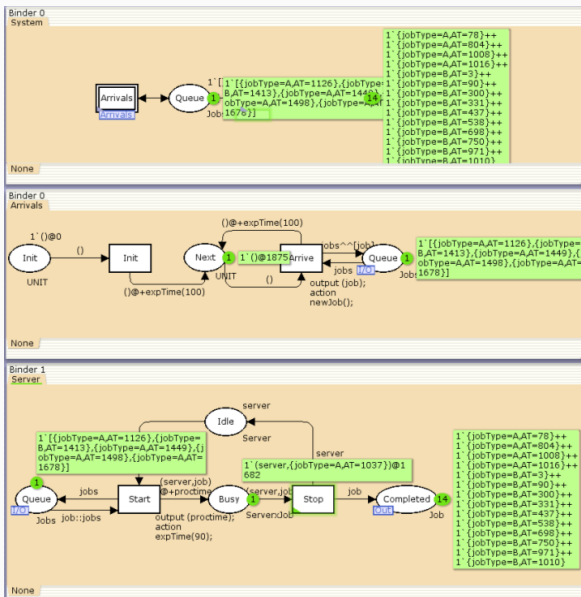 Binder 0
System
1`[
1`[{jobType=A,AT=1126},{jobType=
B,AT=1413},{jobType=A,AT=1449},
obType=A,AT=1498},{jobType=A,AT
1678}]
1`{jobType=A,AT=78}++
1`{jobType=A,AT=804}++
1`{jobType=A,AT=1008}++
1`{jobType=A,AT=1016}++
1`{jobType=B,AT=3}++
1`{jobType=B,AT=90}++
1`{jobType=B,AT=300}++
1`{jobType=B,AT=331}++
1`{jobType=B,AT=437}++
1`{jobType=B,AT=538}++
1`{jobType=B,AT=698}++
1`{jobType=B,AT=750}++
1`{jobType=B,AT=971}++
1`{jobType=B,AT=1010}
Arrivals
Arrivals
Queue
1
Jobs
14
None
Binder 0
Arrivals
1`()@0
Init
UNIT
()
Init
()@+expTime(100)
()@+expTime(100)
Next
1
UNIT
1`()@1875
()
Arrive
output (job);
action
newJob();
jobs^^[job]
jobs
I/O
Queue
1
Jobs
1`[{jobType=A,AT=1126},{jobType=
B,AT=1413},{jobType=A,AT=1449},{
obType=A,AT=1498},{jobType=A,AT=
1678}]
None
Binder 1
Server
Idle
server
Server
1`[{jobType=A,AT=1126},{jobType=
B,AT=1413},{jobType=A,AT=1449},{j
obType=A,AT=1498},{jobType=A,AT=
1678}]
1
Queue
I/O
Jobs
jobs
job::jobs
Start
output (proctime);
action
expTime(90);
(server,job)
@+proctime
Busy
1
ServerxJob
1`(server,{jobType=A,AT=1037})@1
682
(server,job)
server
Stop
job
Completed
14
Out
Job
1`{jobType=A,AT=78}++
1`{jobType=A,AT=804}++
1`{jobType=A,AT=1008}++
1`{jobType=A,AT=1016}++
1`{jobType=B,AT=3}++
1`{jobType=B,AT=90}++
1`{jobType=B,AT=300}++
1`{jobType=B,AT=331}++
1`{jobType=B,AT=437}++
1`{jobType=B,AT=538}++
1`{jobType=B,AT=698}++
1`{jobType=B,AT=750}++
1`{jobType=B,AT=971}++
1`{jobType=B,AT=1010}
None